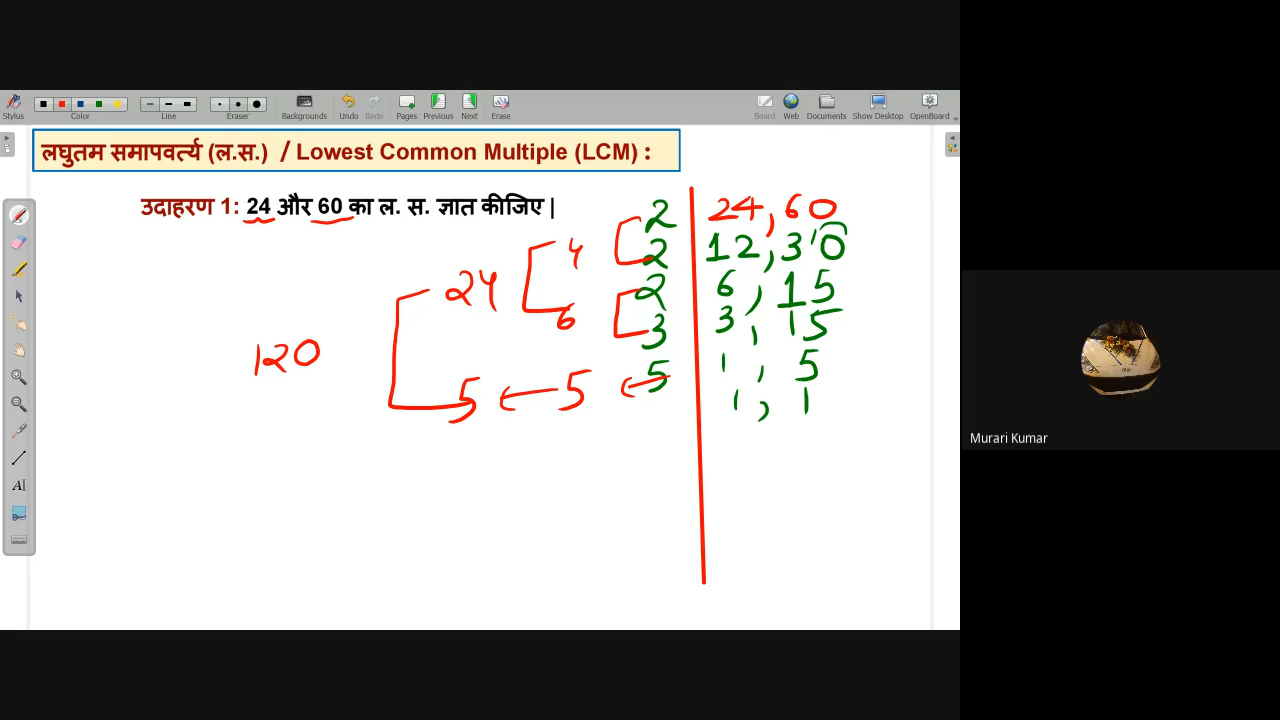 Stylus Color Line Eraser Backgrounds Undo Redo Pages Previous Next Erase Board Web Documents Show Desktop OpenBoard
लघुतम समापवर्त्य (ल.स.) / Lowest Common Multiple (LCM) :
उदाहरण 1: 24 और 60 का ल. स. ज्ञात कीजिए |
2 24, 60
2 12, 30
4
24 2 6, 15
6 3 3, 15
120
5 5 5 1, 5
1, 1
Murari Kumar